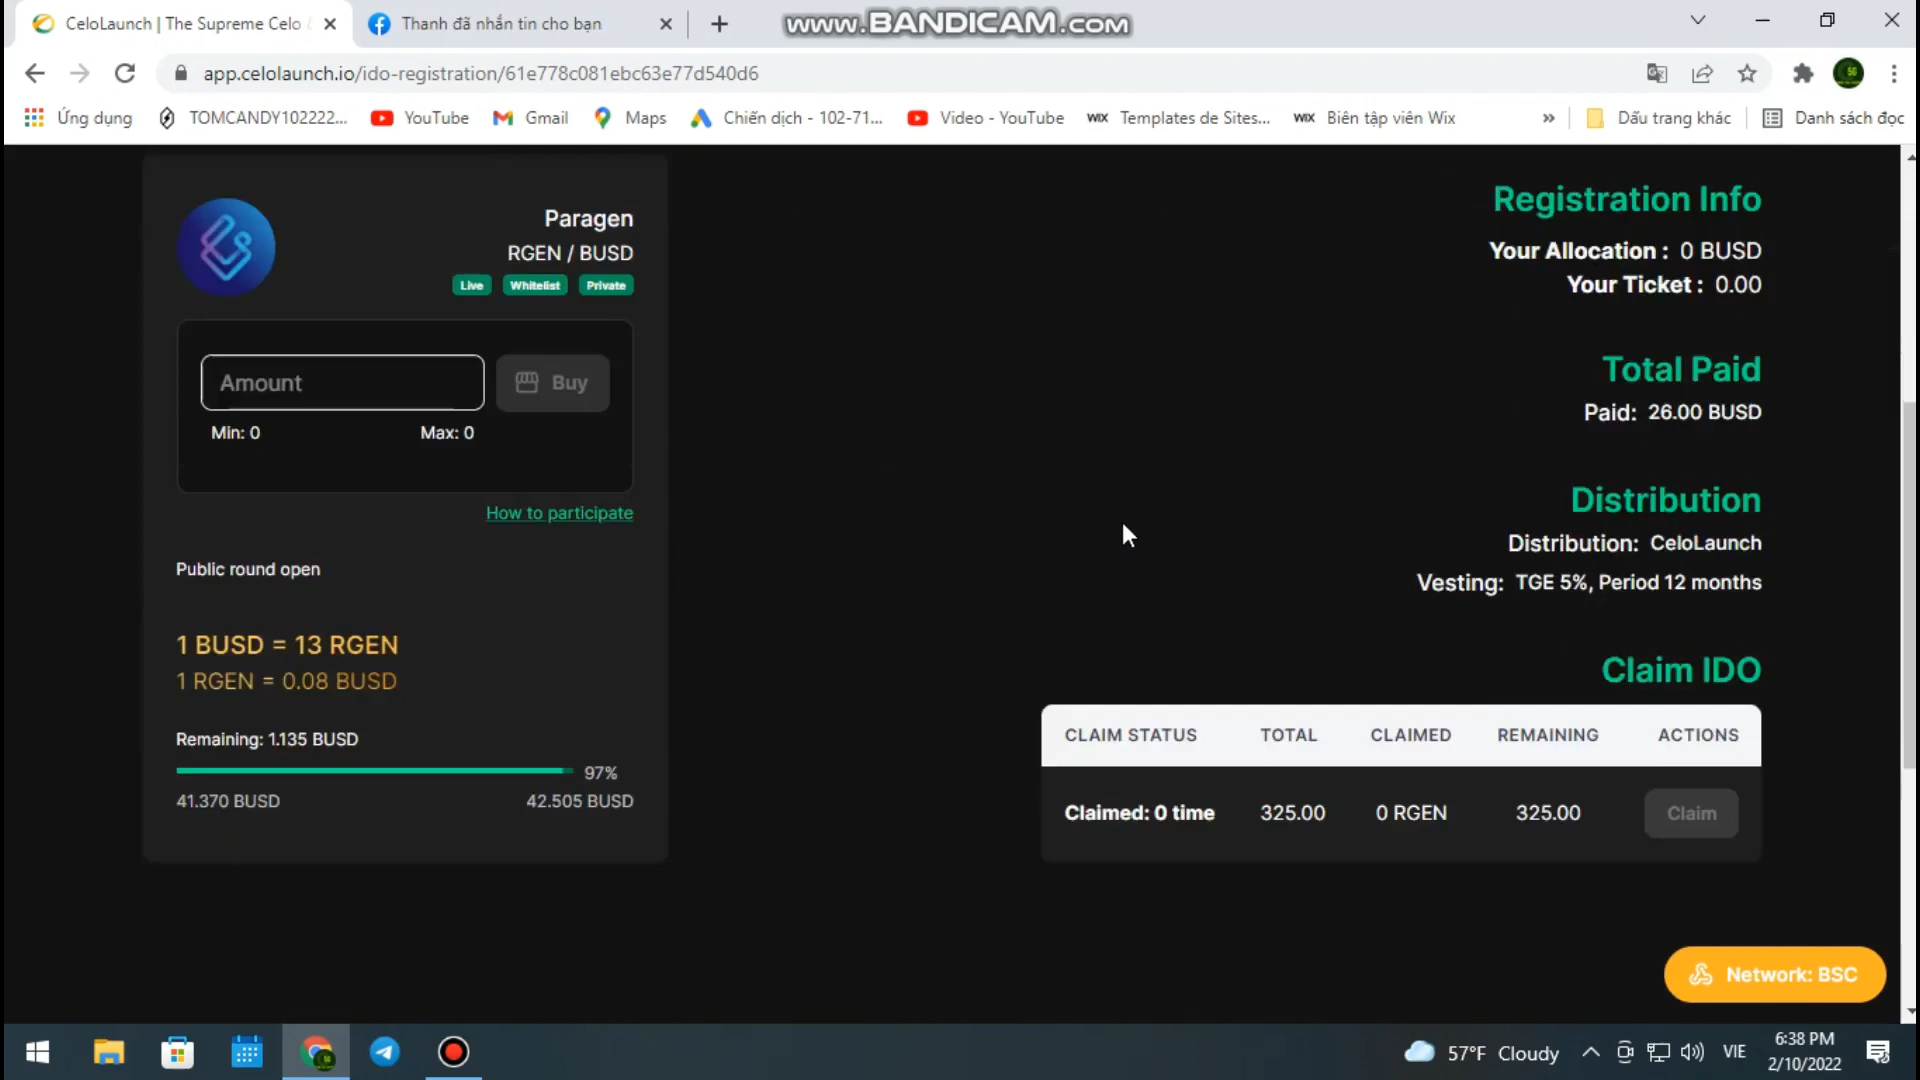 CeloLaunch | The Supreme Celo
Thanh đã nhắn tin cho bạn
www.BANDICAM.com
app.celolaunch.io/ido-registration/61e778c081ebc63e77d540d6
Ứng dụng
TOMCANDY102222...
YouTube
Gmail
Maps
Chiến dịch - 102-71...
Video - YouTube
WIX Templates de Sites...
WIX Biên tập viên Wix
»
Dấu trang khác
Danh sách đọc
Paragen
RGEN / BUSD
Live Whitelist Private
Amount
Buy
Min: 0 Max: 0
How to participate
Public round open
1 BUSD = 13 RGEN
1 RGEN = 0.08 BUSD
Remaining: 1.135 BUSD
97%
41.370 BUSD 42.505 BUSD
Registration Info
Your Allocation : 0 BUSD
Your Ticket : 0.00
Total Paid
Paid: 26.00 BUSD
Distribution
Distribution: CeloLaunch
Vesting: TGE 5%, Period 12 months
Claim IDO
CLAIM STATUS TOTAL CLAIMED REMAINING ACTIONS
Claimed: 0 time 325.00 0 RGEN 325.00 Claim
Network: BSC
57°F Cloudy
VIE
6:38 PM
2/10/2022